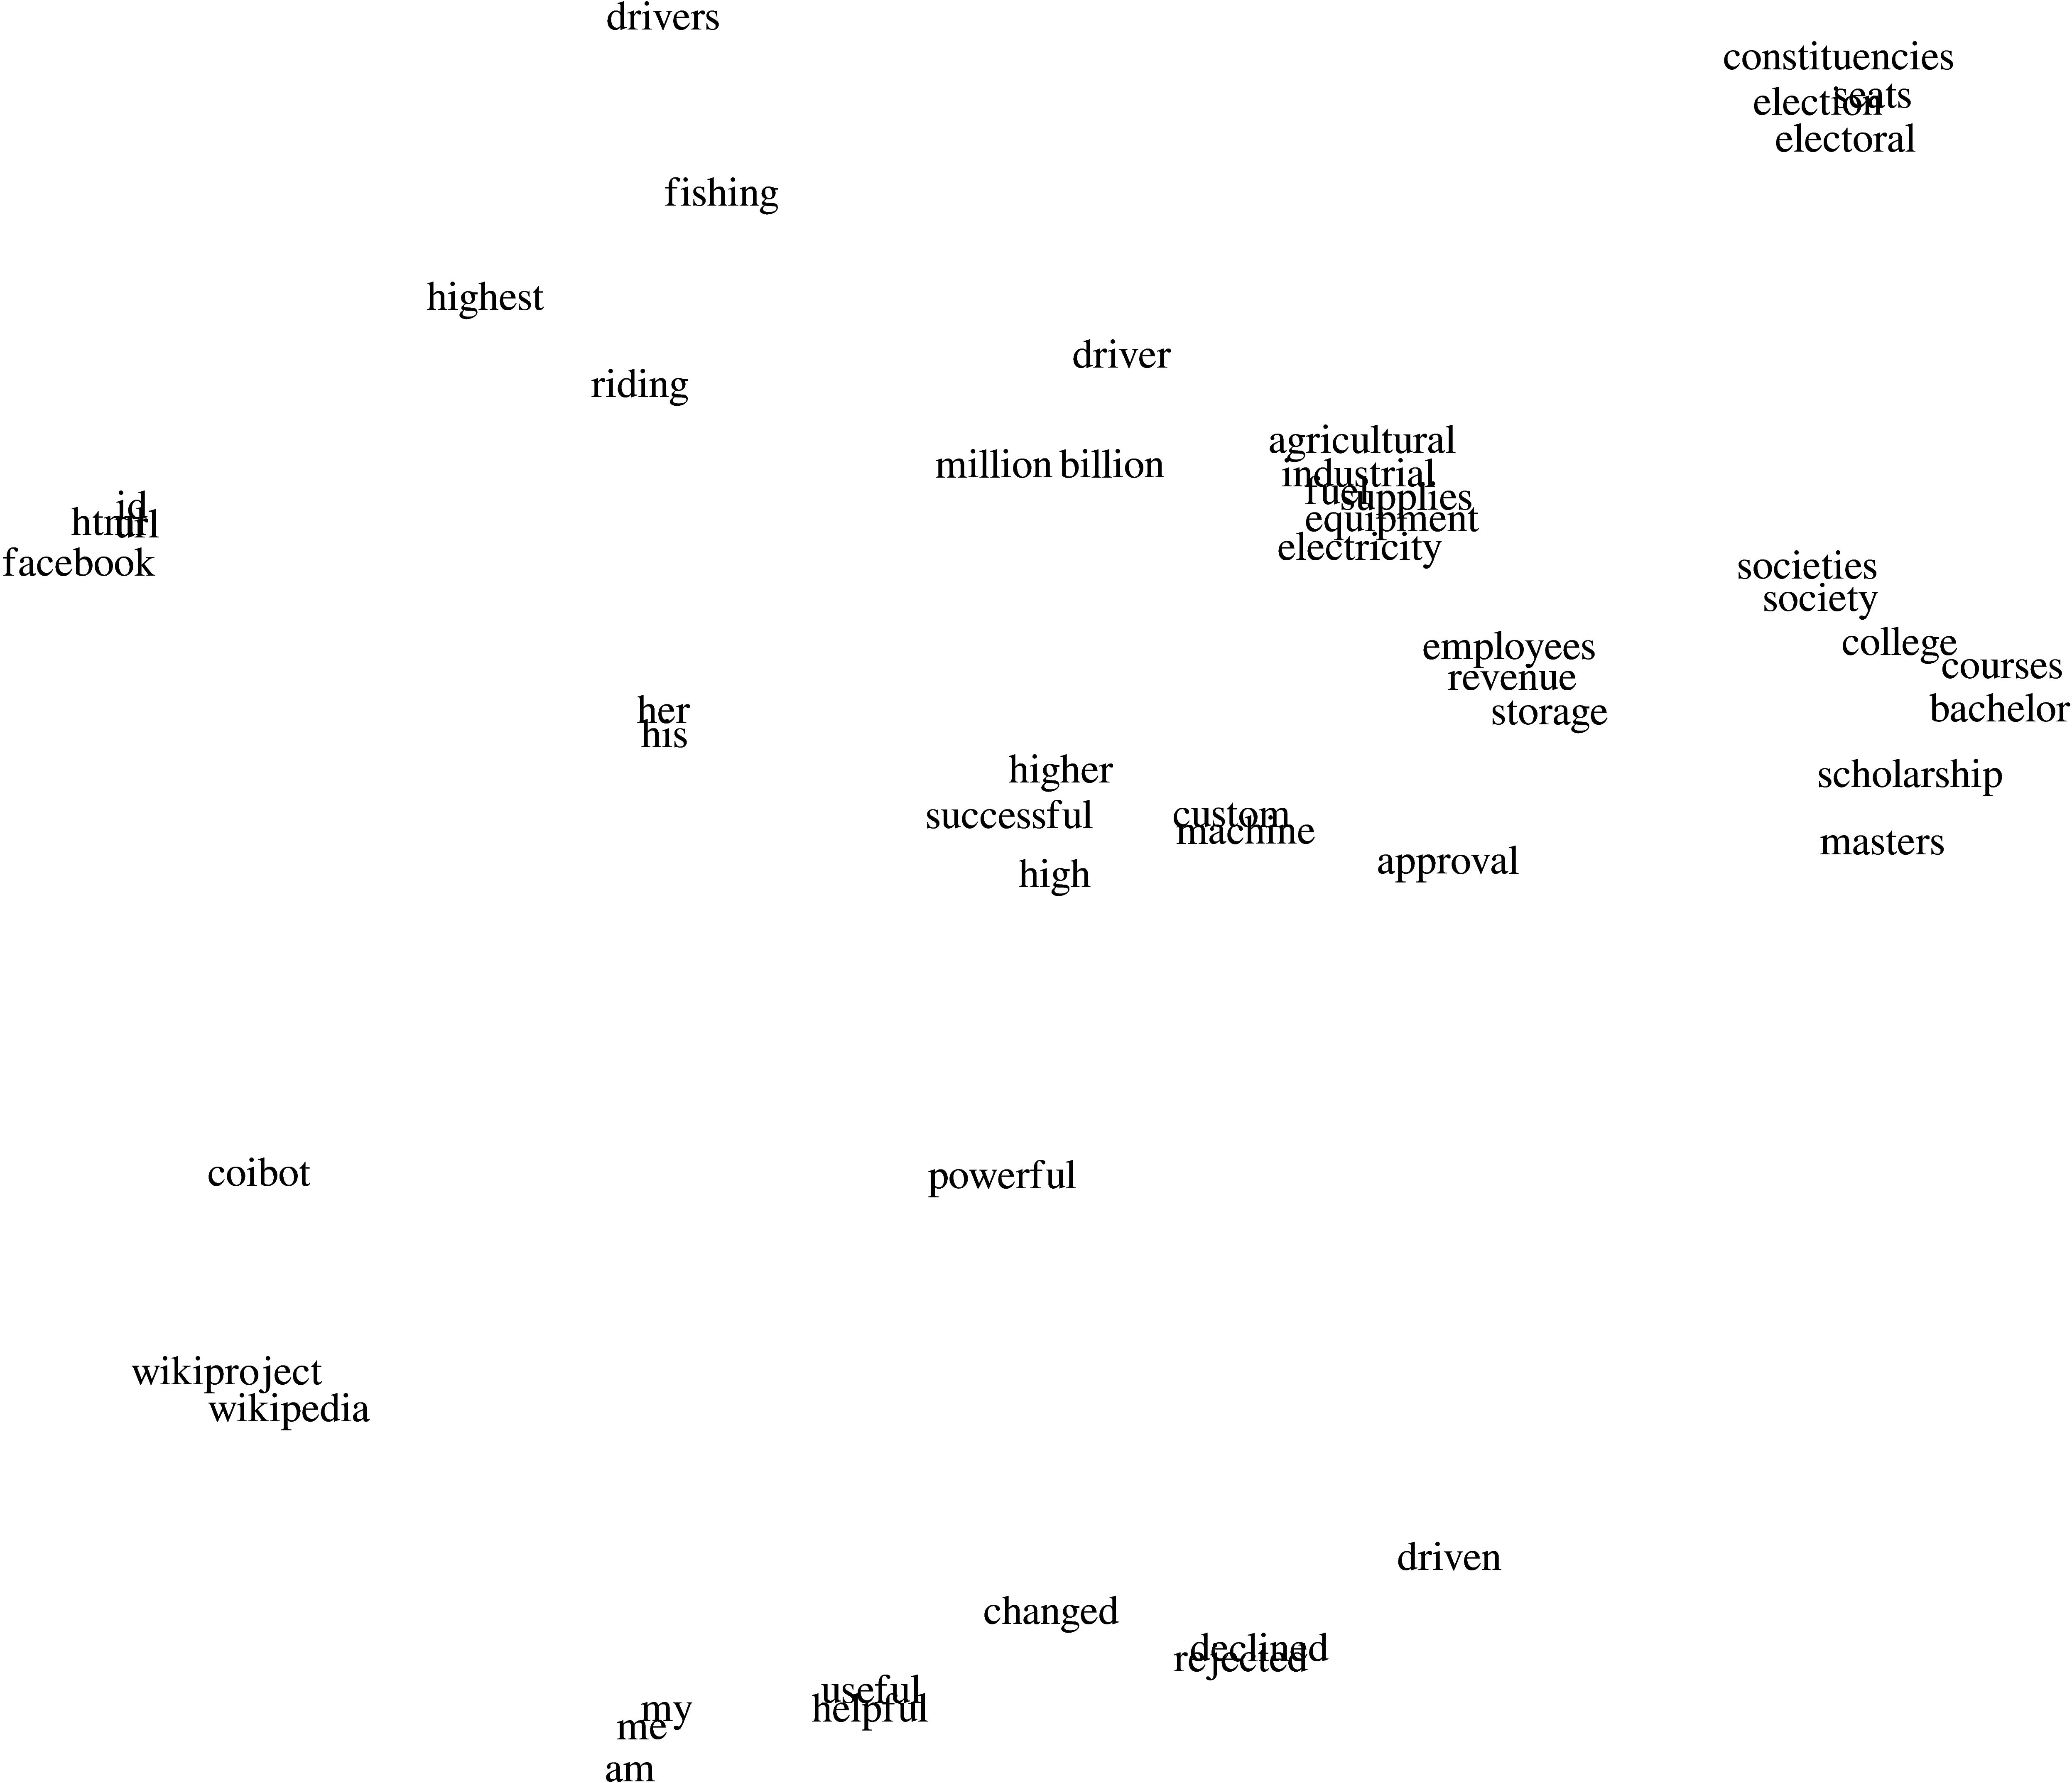 drivers
constituencies
seats
election
electoral
fishing
highest
driver
riding
agricultural
million billion
industrial
fuel
supplies
id
html
url
equipment
electricity
facebook
societies
society
college
employees
courses
revenue
her
bachelor
storage
his
higher
scholarship
successful
custom
machine
masters
approval
high
coibot
powerful
wikiproject
wikipedia
driven
changed
declined
rejected
useful
helpful
my
me
am